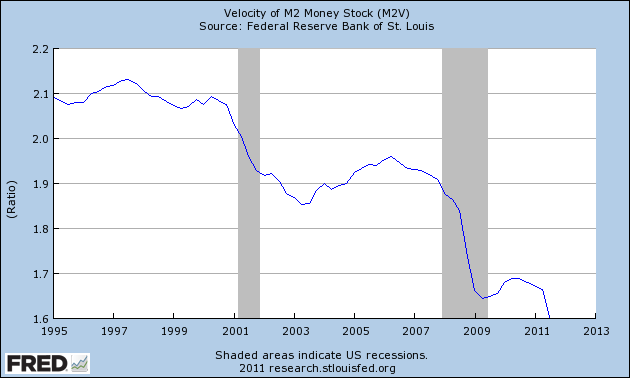 Velocity of M2 Money Stock (M2V)
Source: Federal Reserve Bank of St. Louis
2.2
2.1
2.0
1.9
1.8
1.7
1.6
(Ratio)
1995 1997 1999 2001 2003 2005 2007 2009 2011 2013
Shaded areas indicate US recessions.
2011 research.stlouisfed.org
FRED